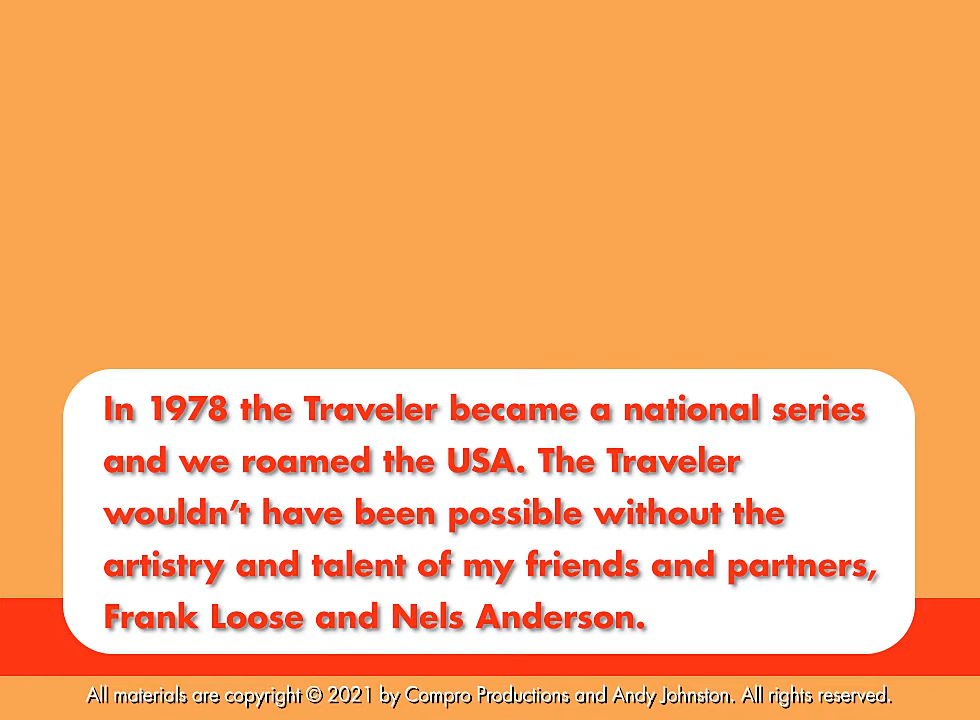 In 1978 the Traveler became a national series
and we roamed the USA. The Traveler
wouldn’t have been possible without the
artistry and talent of my friends and partners,
Frank Loose and Nels Anderson.
All materials are copyright © 2021 by Compro Productions and Andy Johnston. All rights reserved.